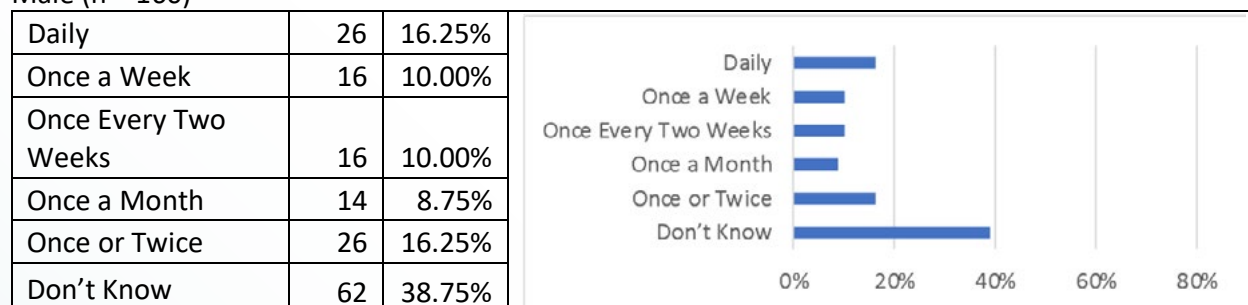 Daily 26 16.25%
Once a Week 16 10.00%
Once Every Two
Weeks 16 10.00%
Once a Month 14 8.75%
Once or Twice 26 16.25%
Don’t Know 62 38.75%
Daily
Once a Week
Once Every Two Weeks
Once a Month
Once or Twice
Don’t Know
0% 20% 40% 60% 80%